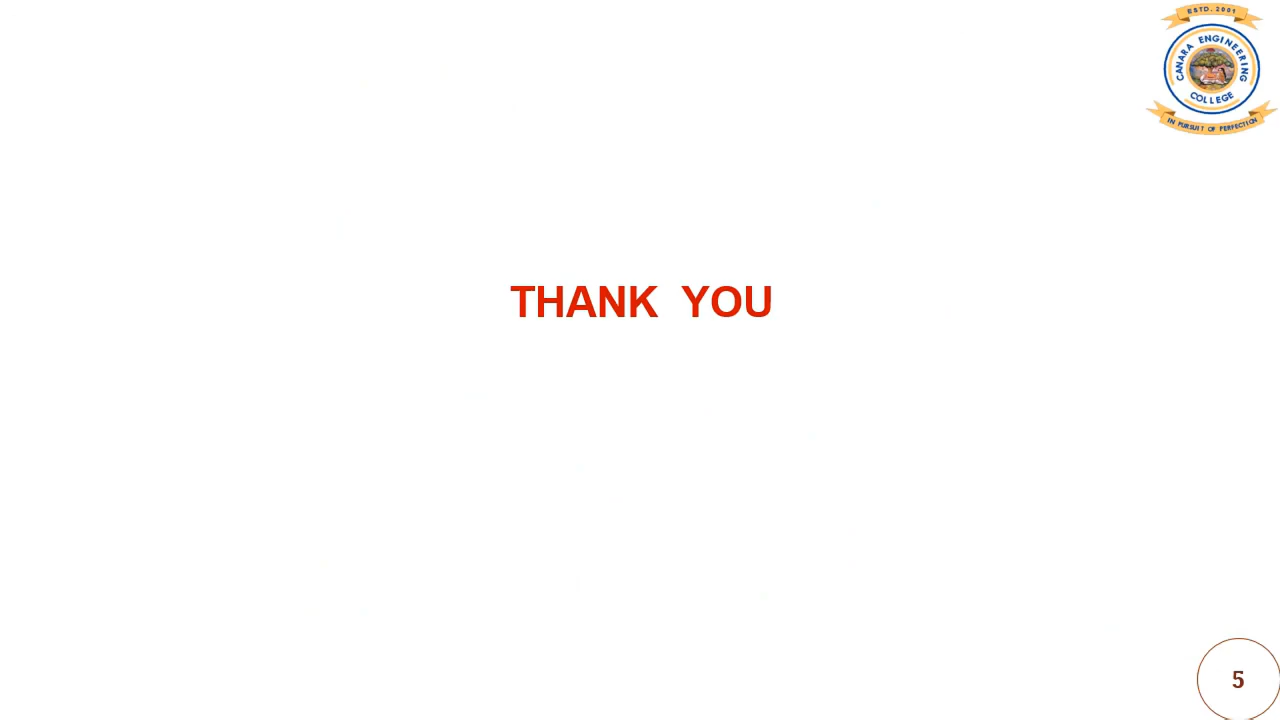 ESTD. 2001
CANARA ENGINEERING
COLLEGE
IN PURSUIT OF PERFECTION
THANK YOU
5